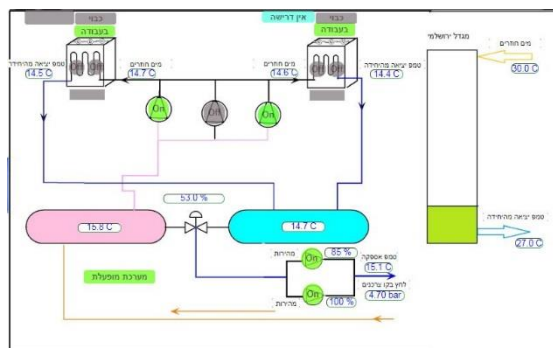 כבוי
אין דרישה
כבוי
בעבודה
בעבודה
מגדל ירושלמי
טמפ יציאה מהיחידה
14.5 C
מים חוזרים
14.7 C
מים חוזרים
14.6 C
טמפ יציאה מהיחידה
14.4 C
מים חוזרים
30.0 C
On
Off
On
53.0 %
15.8 C
14.7 C
טמפ יציאה מהיחידה
27.0 C
מהירות
85 %
On
טמפ אספקה
15.1 C
מערכת מופעלת
לחץ בקו צרכנים
4.70 bar
On
מהירות
100 %